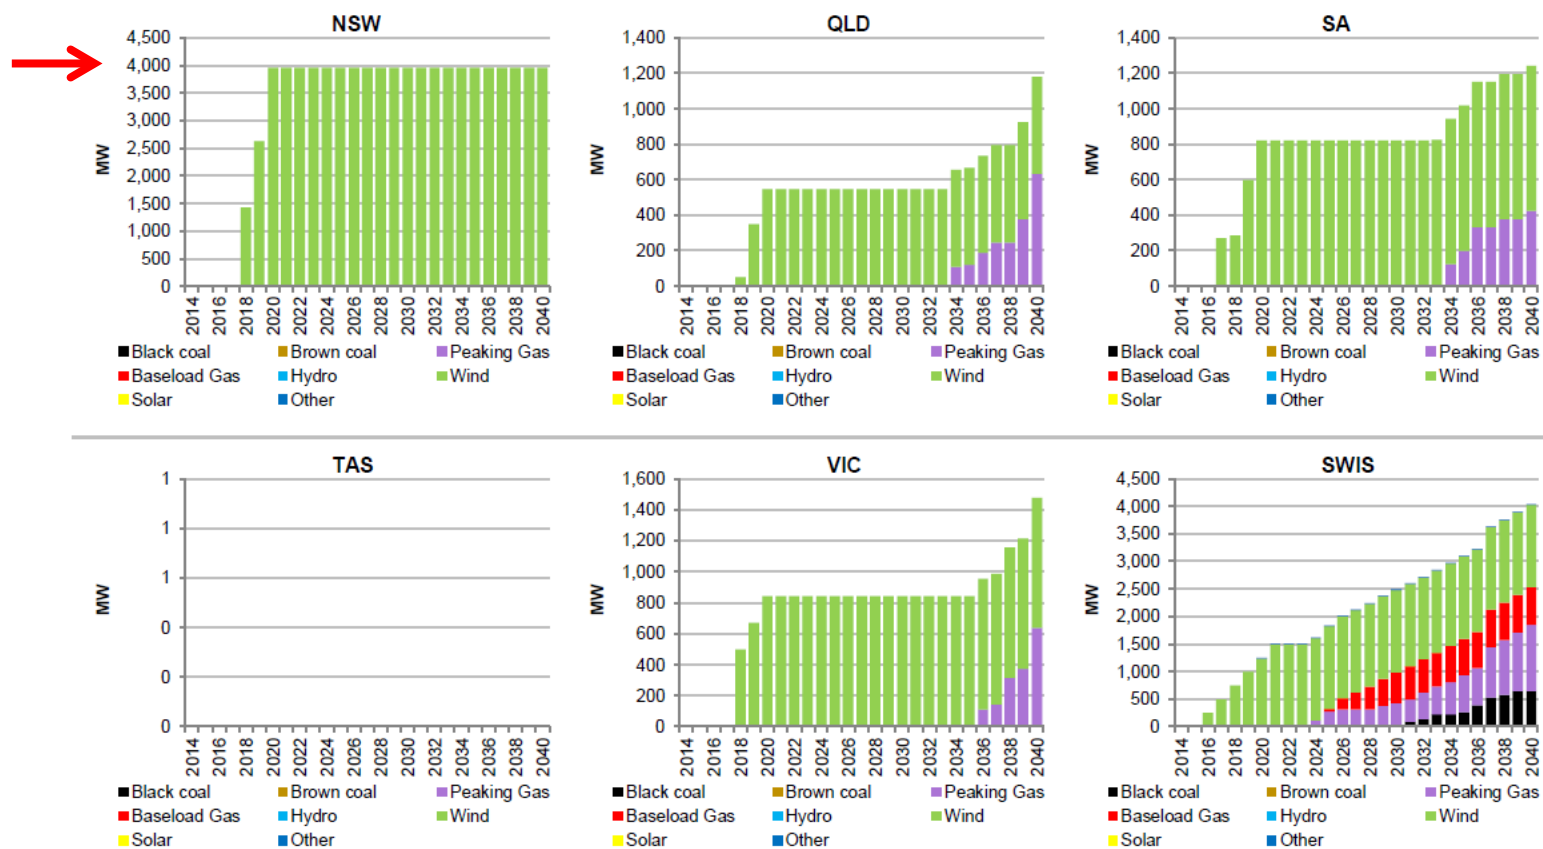 NSW
4,500
4,000
3,500
3,000
2,500
2,000
1,500
1,000
500
0
MW
2014 2016 2018 2020 2022 2024 2026 2028 2030 2032 2034 2036 2038 2040
Black coal Brown coal Peaking Gas
Baseload Gas Hydro Wind
Solar Other
QLD
1,400
1,200
1,000
800
600
400
200
0
MW
2014 2016 2018 2020 2022 2024 2026 2028 2030 2032 2034 2036 2038 2040
Black coal Brown coal Peaking Gas
Baseload Gas Hydro Wind
Solar Other
SA
1,400
1,200
1,000
800
600
400
200
0
MW
2014 2016 2018 2020 2022 2024 2026 2028 2030 2032 2034 2036 2038 2040
Black coal Brown coal Peaking Gas
Baseload Gas Hydro Wind
Solar Other
TAS
1
1
1
0
0
0
MW
2014 2016 2018 2020 2022 2024 2026 2028 2030 2032 2034 2036 2038 2040
Black coal Brown coal Peaking Gas
Baseload Gas Hydro Wind
Solar Other
VIC
1,600
1,400
1,200
1,000
800
600
400
200
0
MW
2014 2016 2018 2020 2022 2024 2026 2028 2030 2032 2034 2036 2038 2040
Black coal Brown coal Peaking Gas
Baseload Gas Hydro Wind
Solar Other
SWIS
4,500
4,000
3,500
3,000
2,500
2,000
1,500
1,000
500
0
MW
2014 2016 2018 2020 2022 2024 2026 2028 2030 2032 2034 2036 2038 2040
Black coal Brown coal Peaking Gas
Baseload Gas Hydro Wind
Solar Other